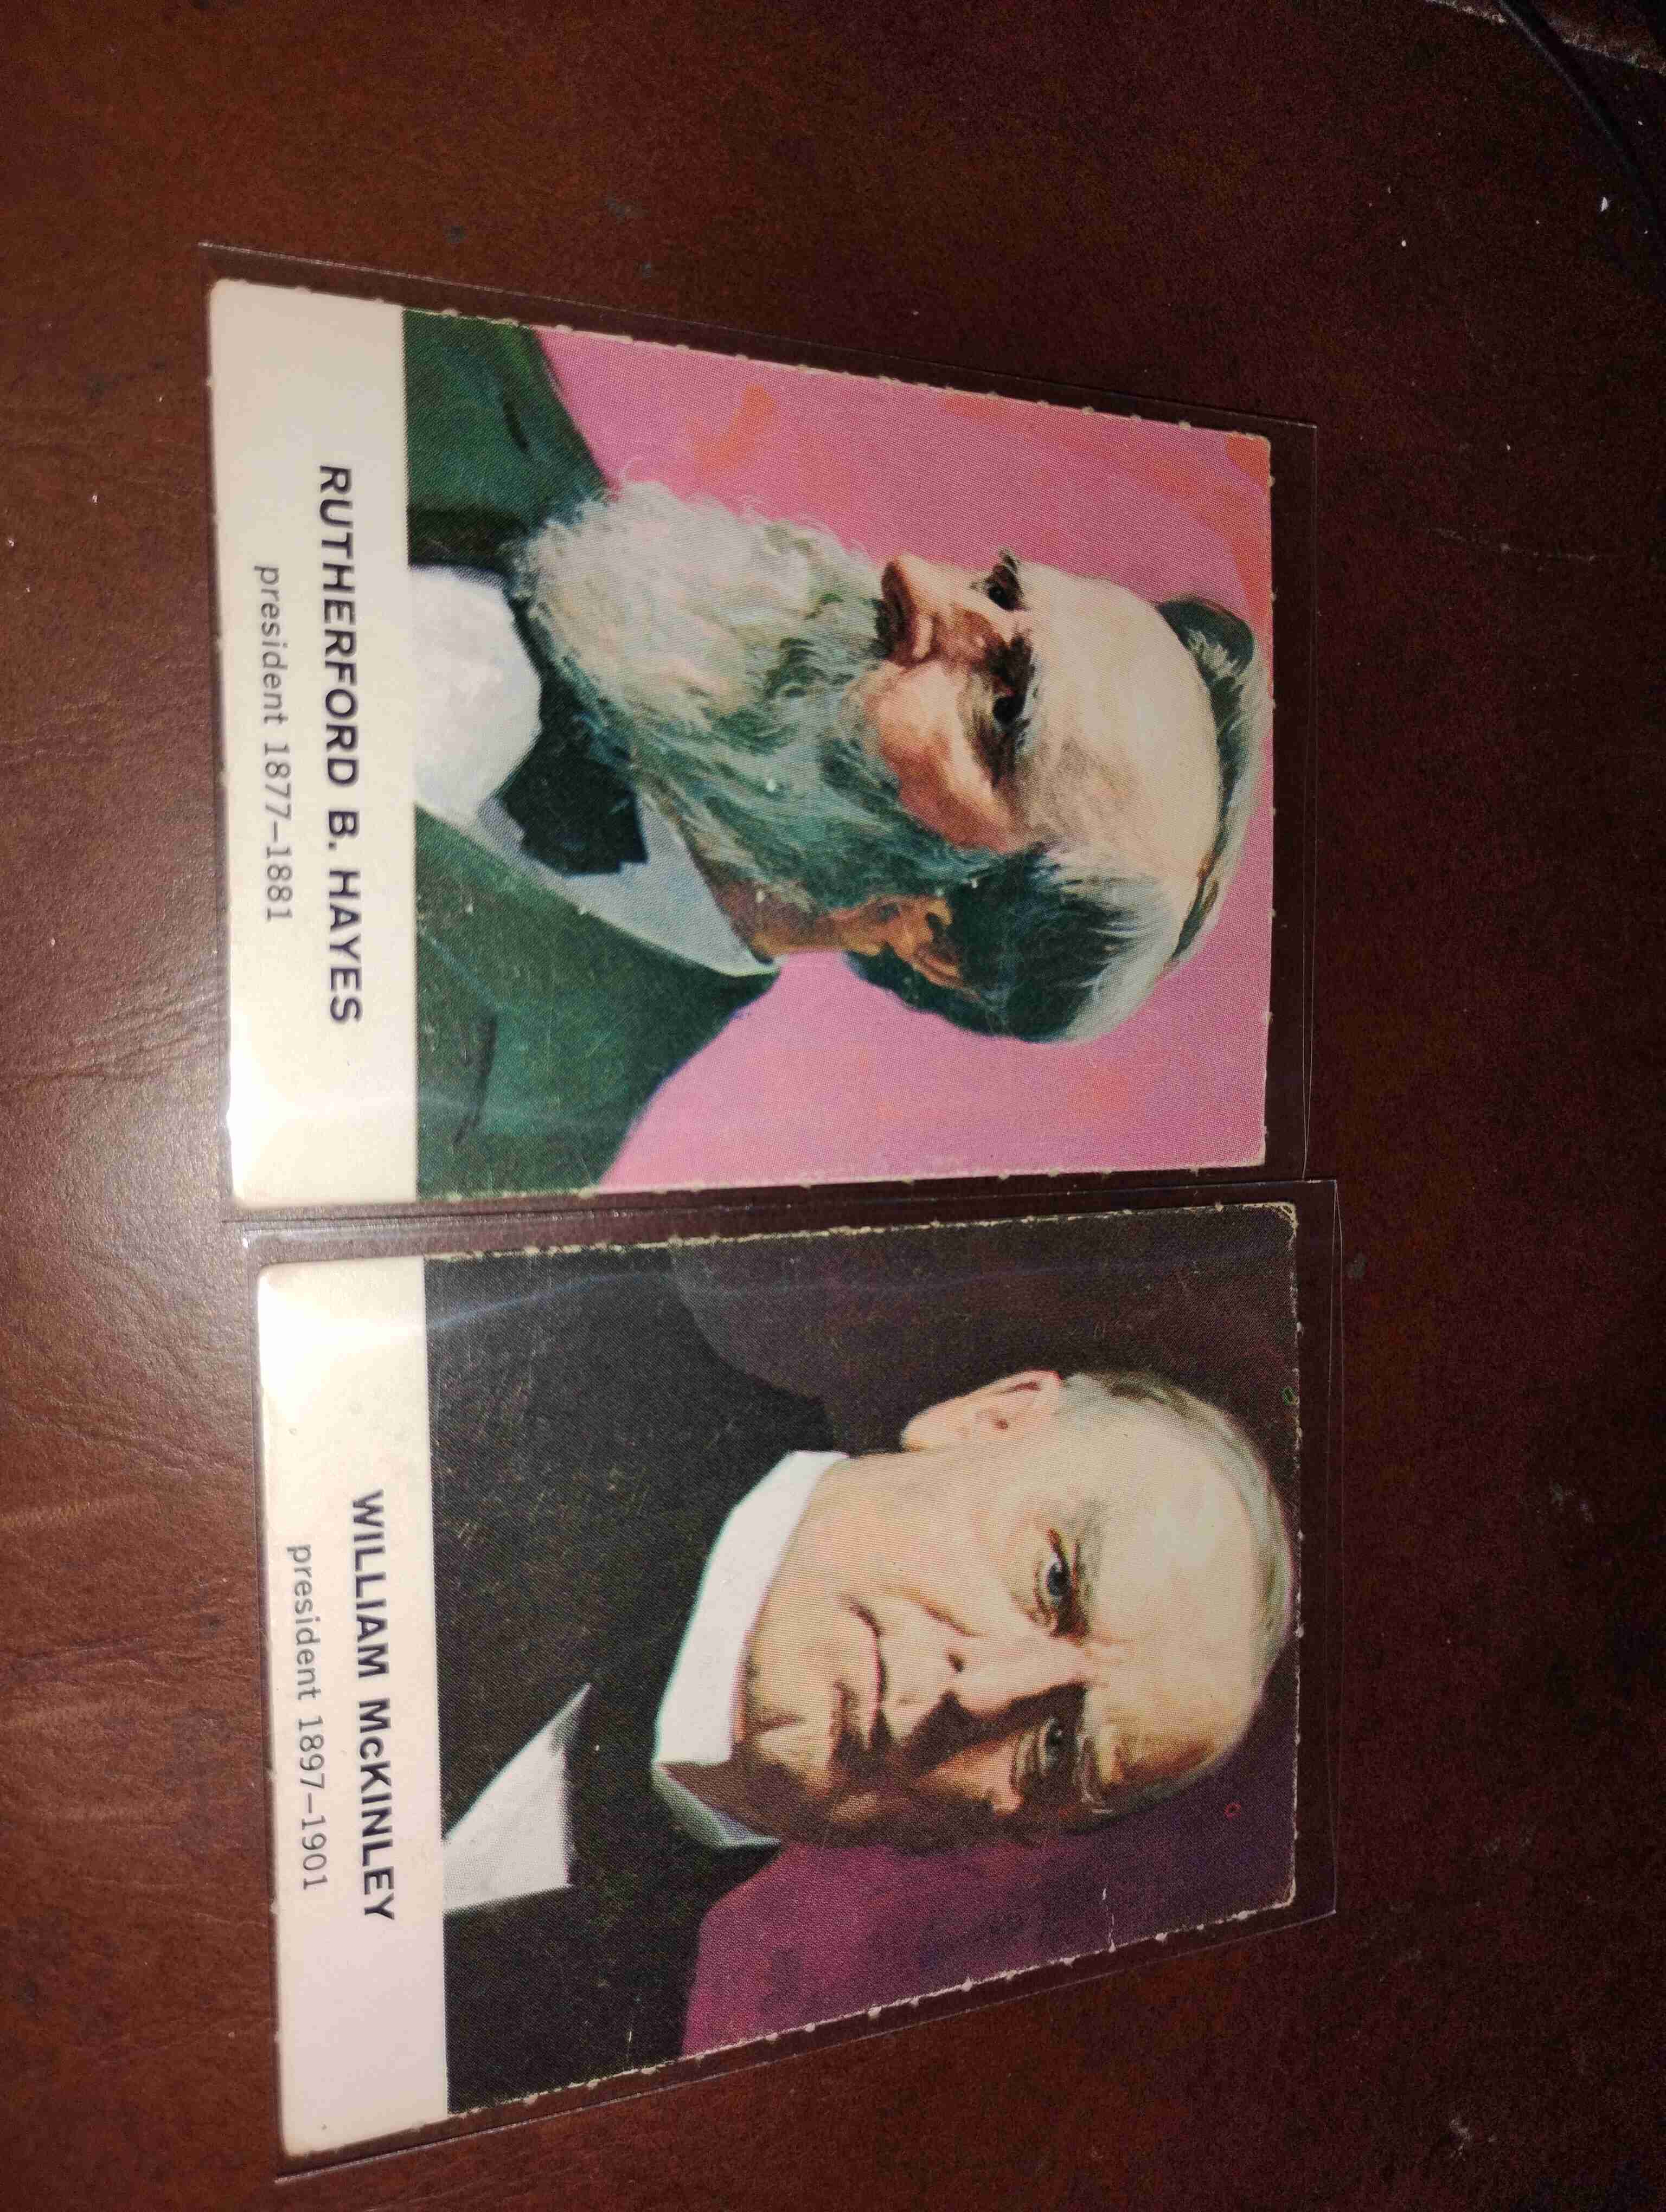 RUTHERFORD B. HAYES
president 1877–1881
WILLIAM McKINLEY
president 1897–1901